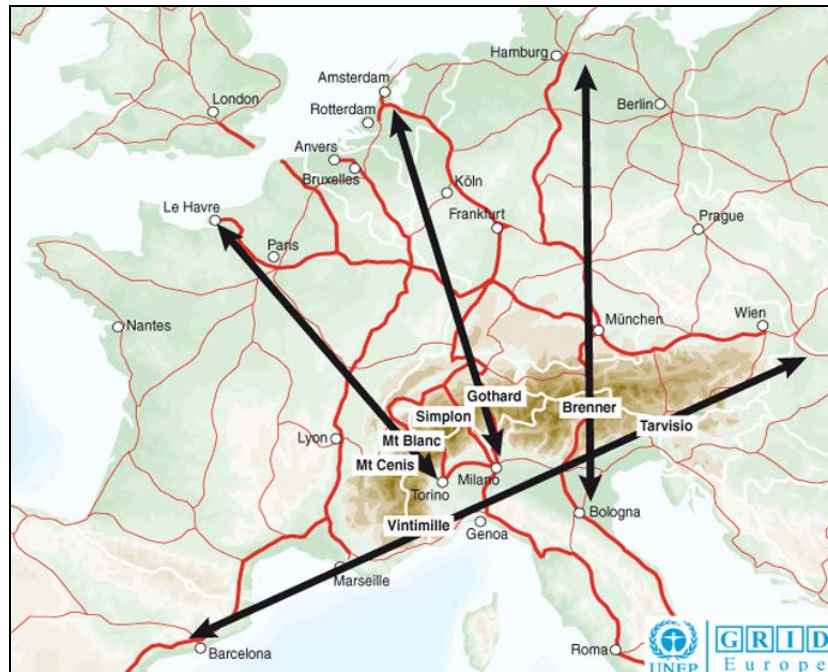 Hamburg
Amsterdam
London
Berlin
Rotterdam
Anvers
Bruxelles
Köln
Le Havre
Frankfurt
Prague
Paris
Nantes
München
Wien
Gothard
Brenner
Simplon
Tarvisio
Lyon
Mt Blanc
Mt Cenis
Milano
Torino
Bologna
Vintimille
Genoa
Marseille
Barcelona
Roma
UNEP
GRID
Europe